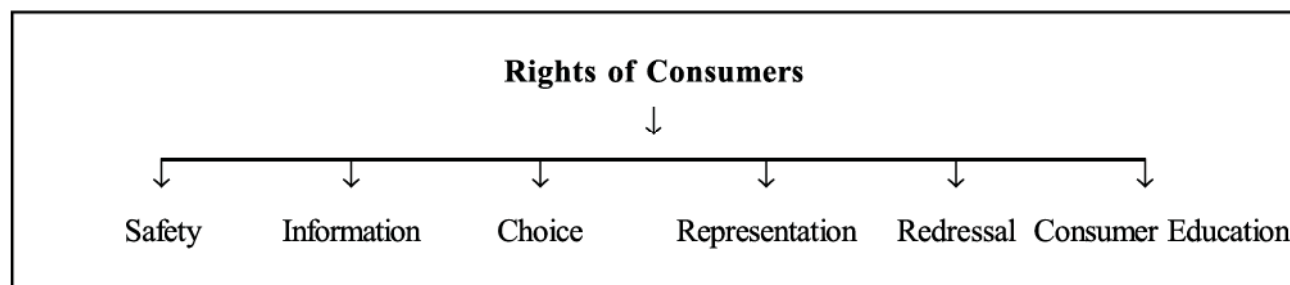 Rights of Consumers
Safety Information Choice Representation Redressal Consumer Education